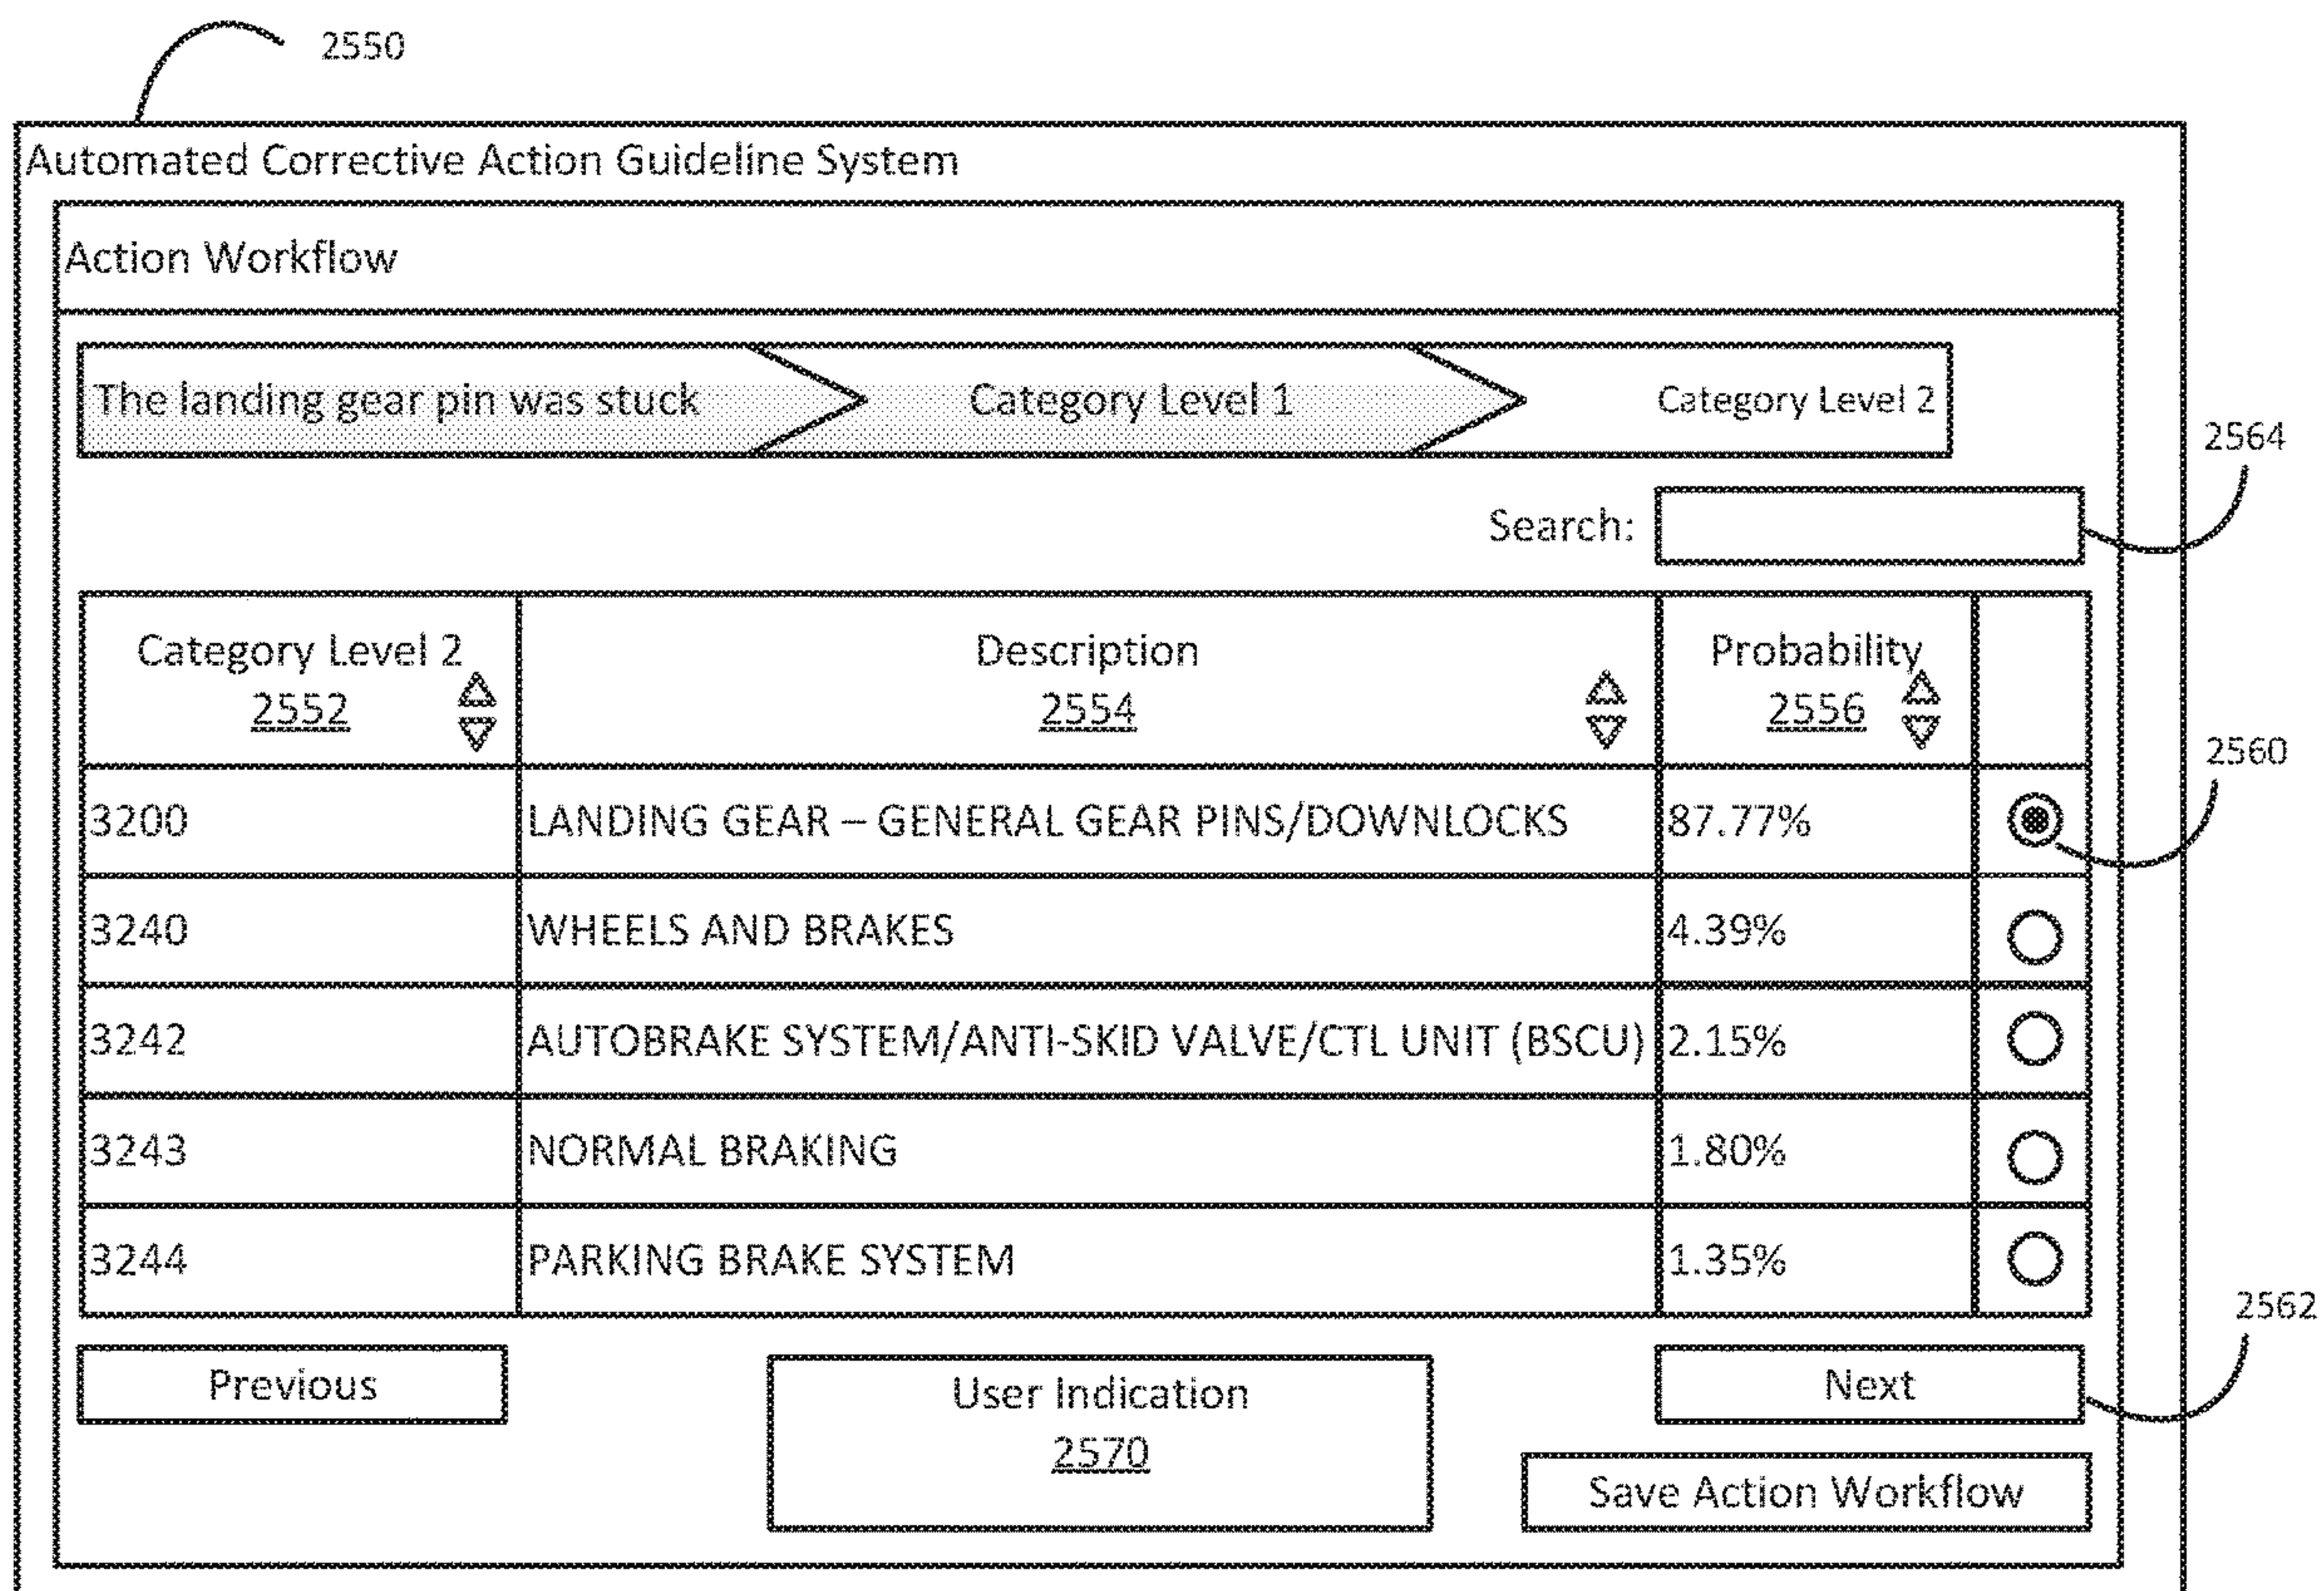 2550
Automated Corrective Action Guideline System
Action Workflow
The landing gear pin was stuck Category Level 1 Category Level 2
2564
Search:
Category Level 2 Description Probability
2552 2554 2556
2560
3200 LANDING GEAR – GENERAL GEAR PINS/DOWNLOCKS 87.77%
3240 WHEELS AND BRAKES 4.39%
3242 AUTOBRAKE SYSTEM/ANTI-SKID VALVE/CTL UNIT (BSCU) 2.15%
3243 NORMAL BRAKING 1.80%
3244 PARKING BRAKE SYSTEM 1.35%
2562
Previous User Indication Next
2570
Save Action Workflow